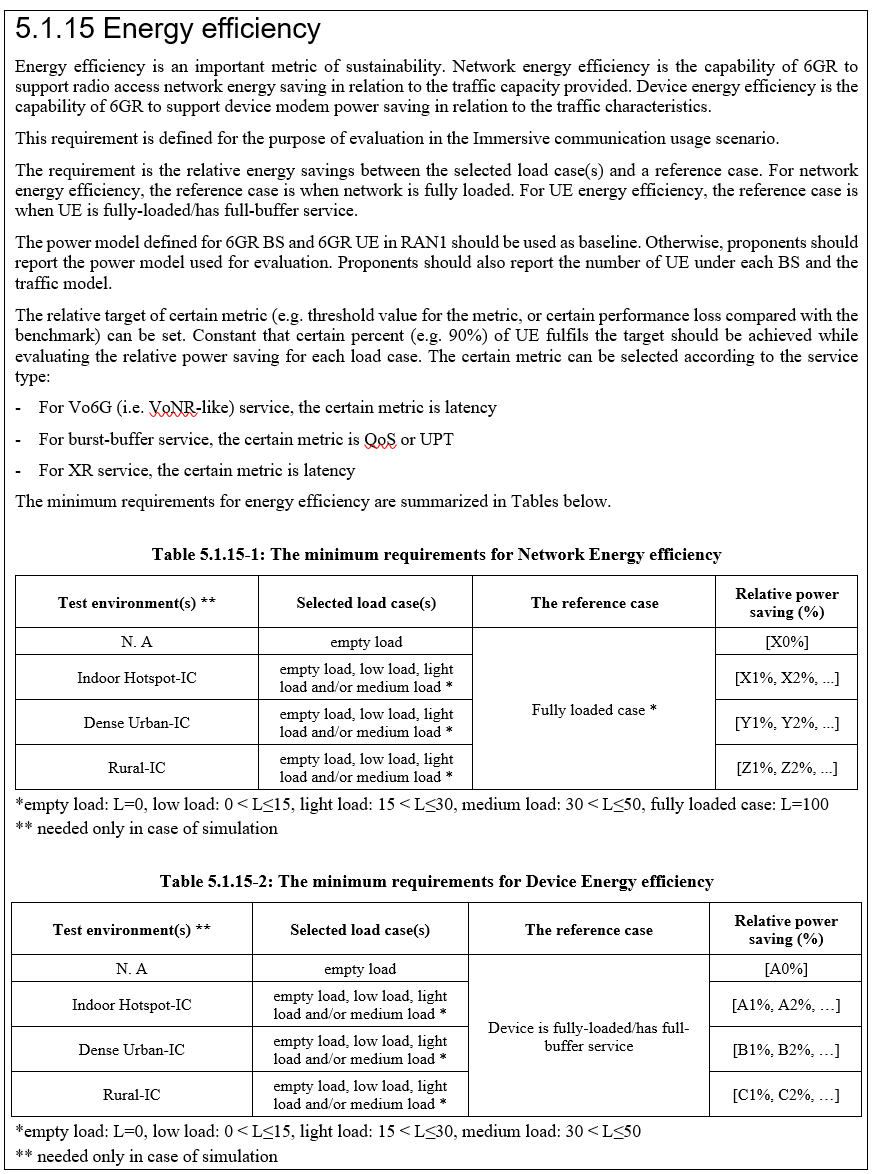 5.1.15 Energy efficiency
Energy efficiency is an important metric of sustainability. Network energy efficiency is the capability of 6GR to
support radio access network energy saving in relation to the traffic capacity provided. Device energy efficiency is the
capability of 6GR to support device modem power saving in relation to the traffic characteristics.
This requirement is defined for the purpose of evaluation in the Immersive communication usage scenario.
The requirement is the relative energy savings between the selected load case(s) and a reference case. For network
energy efficiency, the reference case is when network is fully loaded. For UE energy efficiency, the reference case is
when UE is fully-loaded/has full-buffer service.
The power model defined for 6GR BS and 6GR UE in RAN1 should be used as baseline. Otherwise, proponents should
report the power model used for evaluation. Proponents should also report the number of UE under each BS and the
traffic model.
The relative target of certain metric (e.g. threshold value for the metric, or certain performance loss compared with the
benchmark) can be set. Constant that certain percent (e.g. 90%) of UE fulfils the target should be achieved while
evaluating the relative power saving for each load case. The certain metric can be selected according to the service
type:
- For Vo6G (i.e. VoNR-like) service, the certain metric is latency
- For burst-buffer service, the certain metric is QoS or UPT
- For XR service, the certain metric is latency
The minimum requirements for energy efficiency are summarized in Tables below.
Table 5.1.15-1: The minimum requirements for Network Energy efficiency
Test environment(s) ** Selected load case(s) The reference case Relative power
saving (%)
N. A empty load [X0%]
Indoor Hotspot-IC empty load, low load, light
load and/or medium load * [X1%, X2%, ...]
Fully loaded case *
Dense Urban-IC empty load, low load, light
load and/or medium load * [Y1%, Y2%, ...]
Rural-IC empty load, low load, light
load and/or medium load * [Z1%, Z2%, ...]
*empty load: L=0, low load: 0 < L≤15, light load: 15 < L≤30, medium load: 30 < L≤50, fully loaded case: L=100
** needed only in case of simulation
Table 5.1.15-2: The minimum requirements for Device Energy efficiency
Test environment(s) ** Selected load case(s) The reference case Relative power
saving (%)
N. A empty load [A0%]
Indoor Hotspot-IC empty load, low load, light
load and/or medium load * [A1%, A2%, …]
Device is fully-loaded/has full-
buffer service
Dense Urban-IC empty load, low load, light
load and/or medium load * [B1%, B2%, …]
Rural-IC empty load, low load, light
load and/or medium load * [C1%, C2%, …]
*empty load: L=0, low load: 0 < L≤15, light load: 15 < L≤30, medium load: 30 < L≤50
** needed only in case of simulation